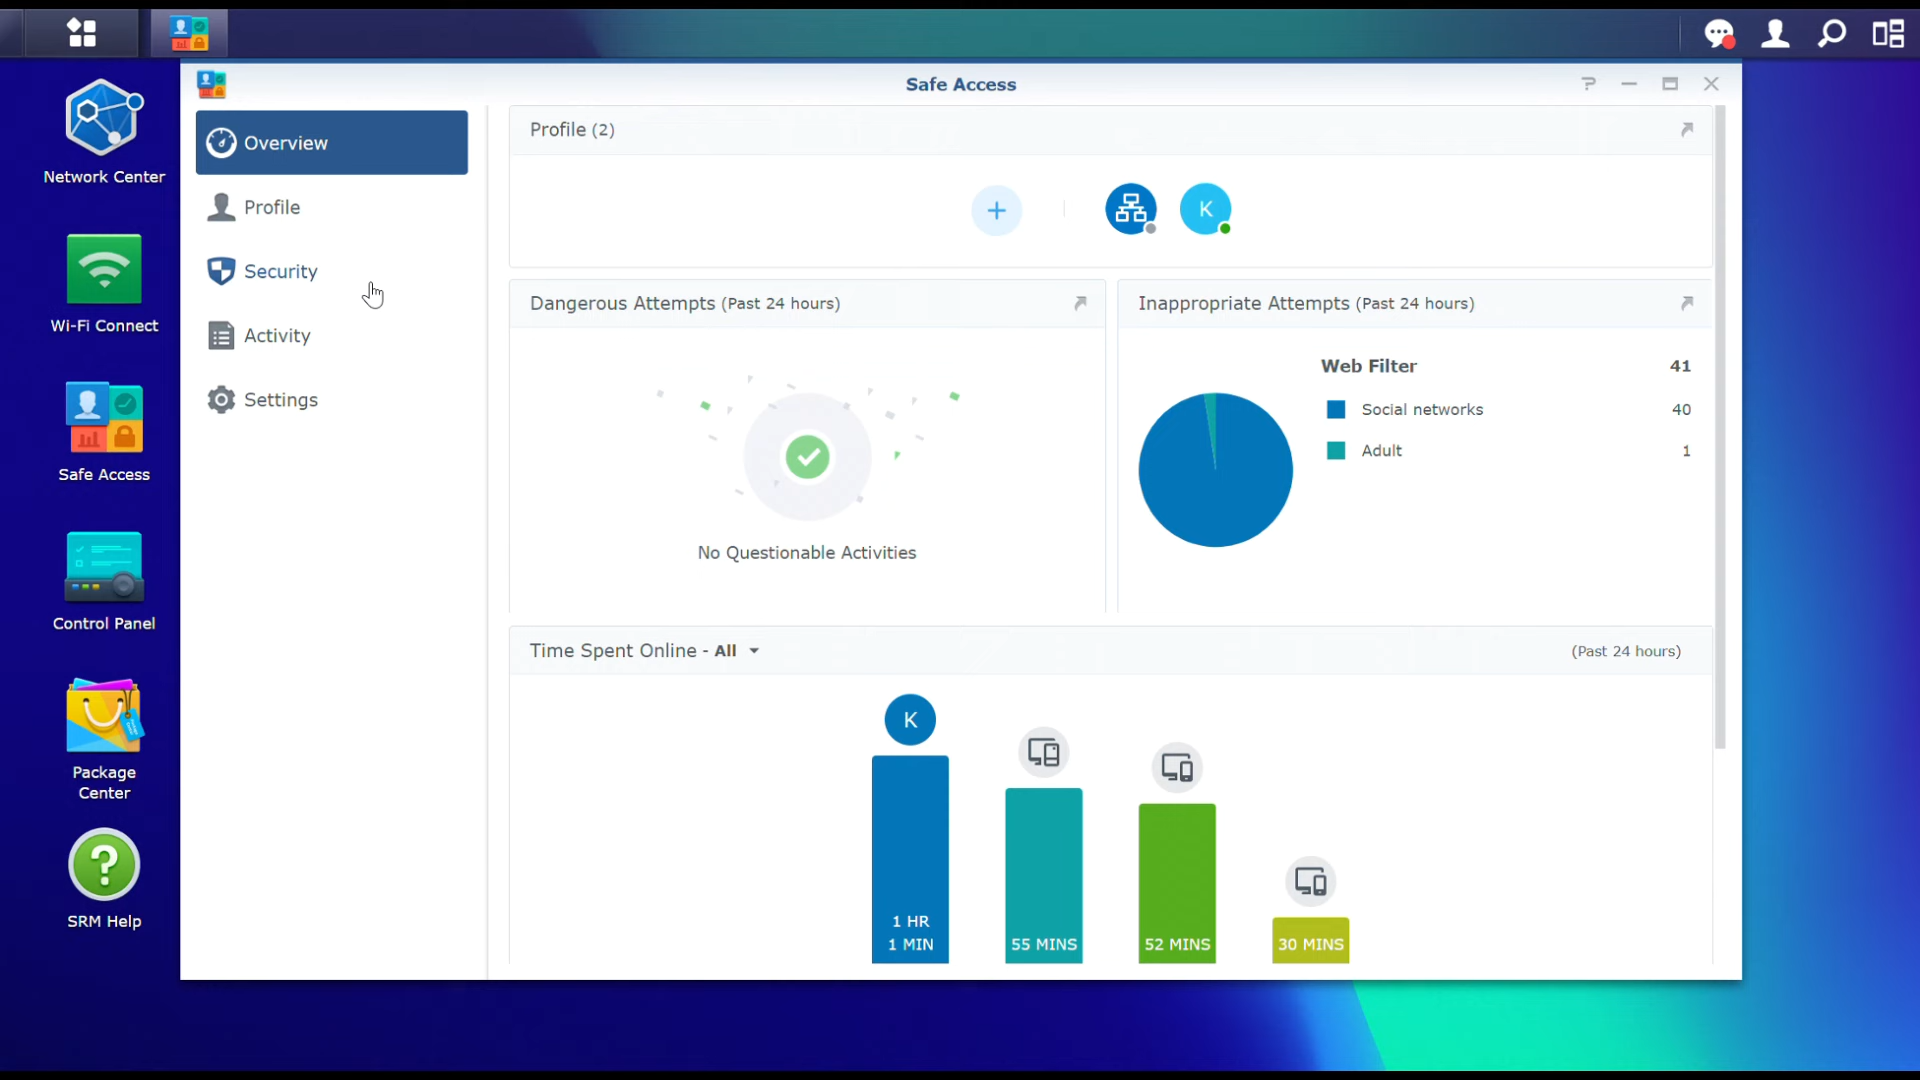 Safe Access
?
Network Center
Wi-Fi Connect
Safe Access
Control Panel
Package
Center
?
SRM Help
Overview
Profile
Security
Activity
Settings
Profile (2)
+
K
Dangerous Attempts (Past 24 hours)
No Questionable Activities
Inappropriate Attempts (Past 24 hours)
Web Filter 41
Social networks 40
Adult 1
Time Spent Online - All
(Past 24 hours)
K
1 HR
1 MIN
55 MINS
52 MINS
30 MINS